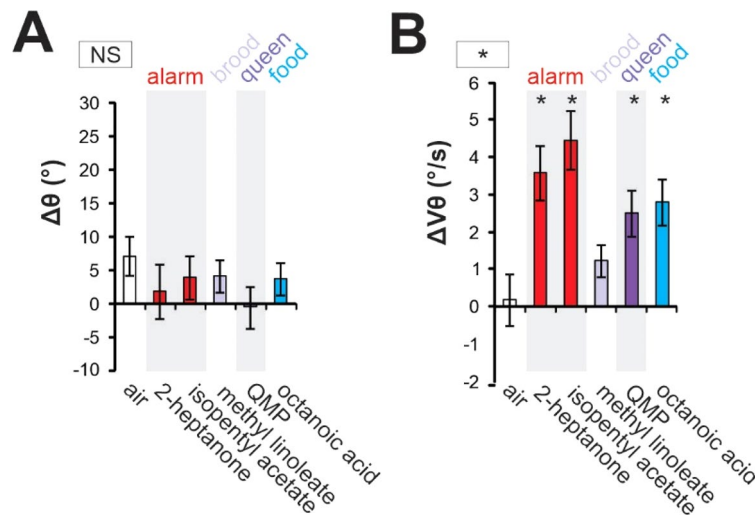 A
NS
alarm
brood
queen
food
Δθ (°)
30
25
20
15
10
5
0
-5
-10
air
2-heptanone
isopentyl acetate
methyl linoleate
QMP
octanoic acid
B
*
alarm
brood
queen
food
* * * *
ΔVθ (°/s)
6
5
4
3
2
1
0
-1
-2
air
2-heptanone
isopentyl acetate
methyl linoleate
QMP
octanoic acid